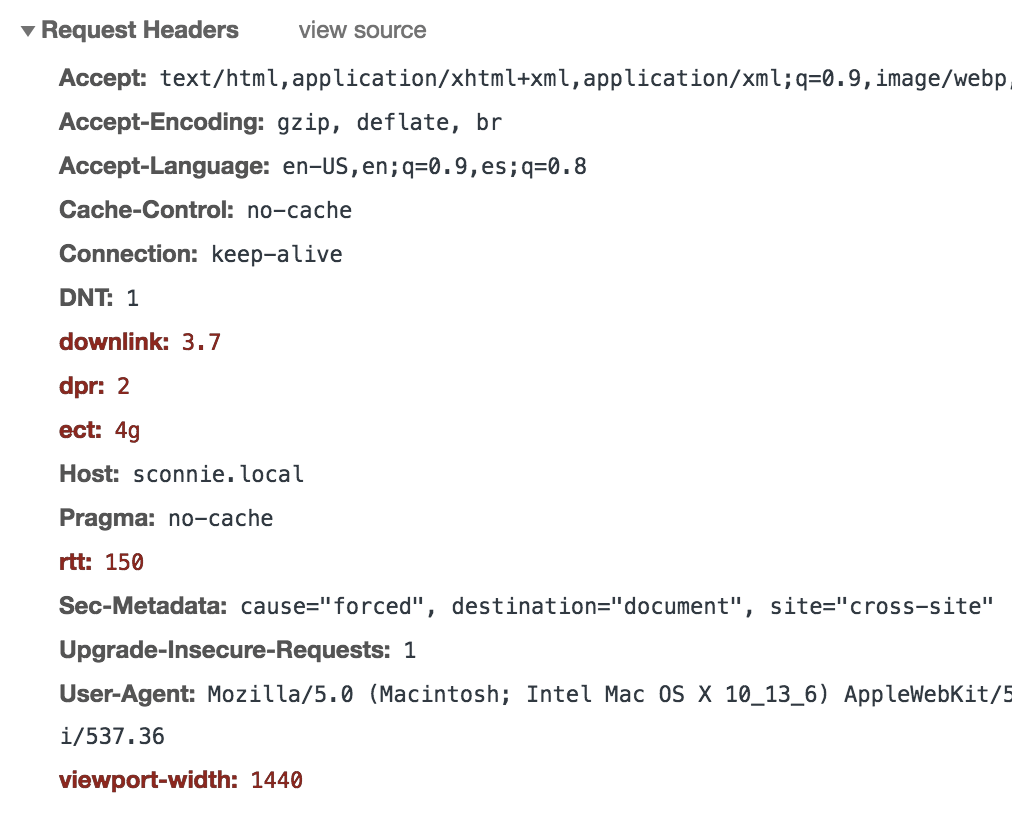 Request Headers view source
Accept: text/html,application/xhtml+xml,application/xml;q=0.9,image/webp,
Accept-Encoding: gzip, deflate, br
Accept-Language: en-US,en;q=0.9,es;q=0.8
Cache-Control: no-cache
Connection: keep-alive
DNT: 1
downlink: 3.7
dpr: 2
ect: 4g
Host: sconnie.local
Pragma: no-cache
rtt: 150
Sec-Metadata: cause="forced", destination="document", site="cross-site"
Upgrade-Insecure-Requests: 1
User-Agent: Mozilla/5.0 (Macintosh; Intel Mac OS X 10_13_6) AppleWebKit/5
i/537.36
viewport-width: 1440